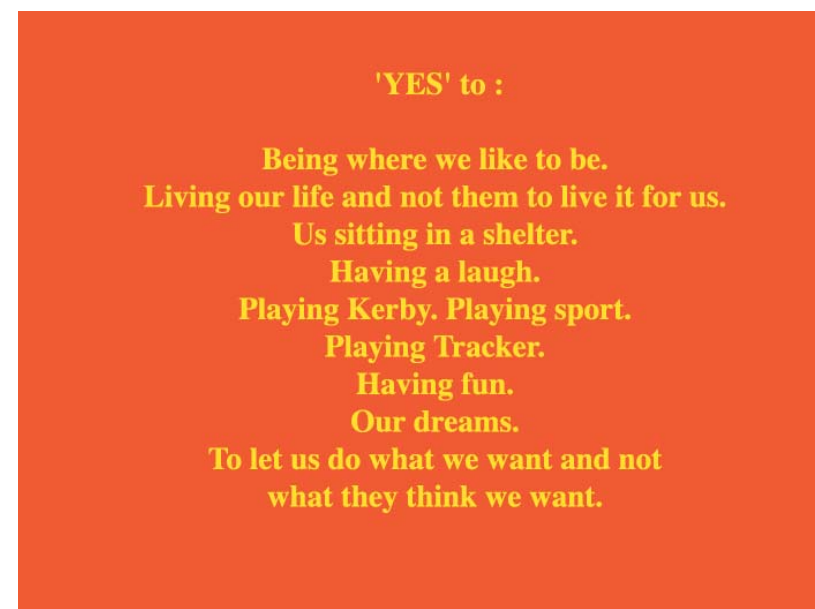 'YES' to :
Being where we like to be.
Living our life and not them to live it for us.
Us sitting in a shelter.
Having a laugh.
Playing Kerby. Playing sport.
Playing Tracker.
Having fun.
Our dreams.
To let us do what we want and not
what they think we want.